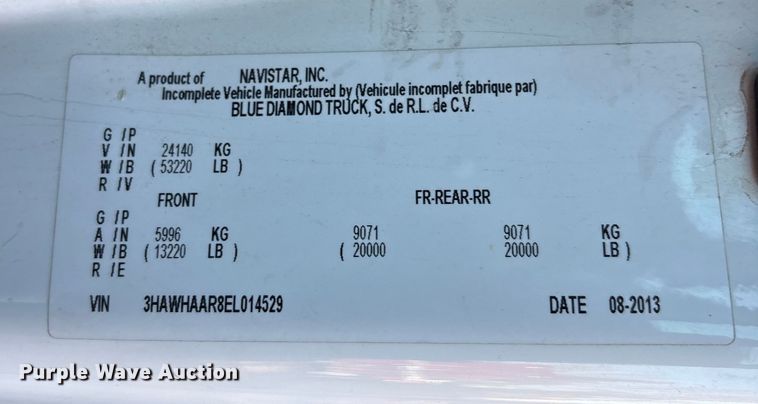 A product of NAVISTAR, INC.
Incomplete Vehicle Manufactured by (Vehicule incomplet fabrique par)
BLUE DIAMOND TRUCK, S. de R.L. de C.V.
G / P
V / N 24140 KG
W / B ( 53220 LB )
R / V
FRONT FR-REAR-RR
G / P
A / N 5996 KG 9071 9071 KG
W / B ( 13220 LB ) ( 20000 20000 LB )
R / E
VIN 3HAWHAAR8EL014529 DATE 08-2013
Purple Wave Auction